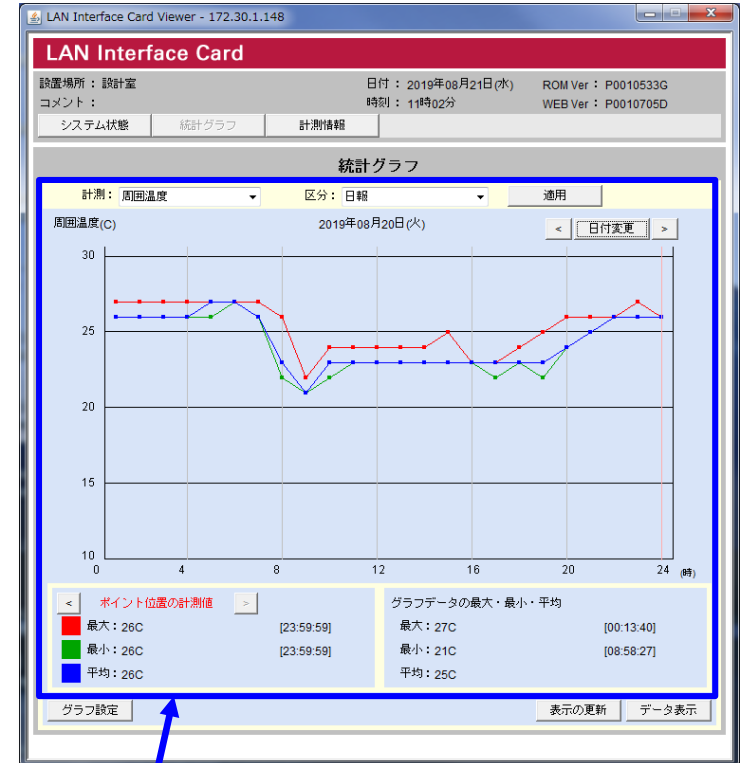 LAN Interface Card Viewer - 172.30.1.148
LAN Interface Card
設置場所： 設計室 日付： 2019年08月21日(水) ROM Ver： P0010533G
コメント： 時刻： 11時02分 WEB Ver： P0010705D
システム状態 統計グラフ 計測情報
統計グラフ
計測： 周囲温度 区分： 日報 適用
周囲温度(C) 2019年08月20日(火) < 日付変更 >
30
25
20
15
10
0 4 8 12 16 20 24 (時)
< ポイント位置の計測値 > グラフデータの最大・最小・平均
最大：26C [23:59:59] 最大：27C [00:13:40]
最小：26C [23:59:59] 最小：21C [08:58:27]
平均：26C 平均：25C
グラフ設定 表示の更新 データ表示